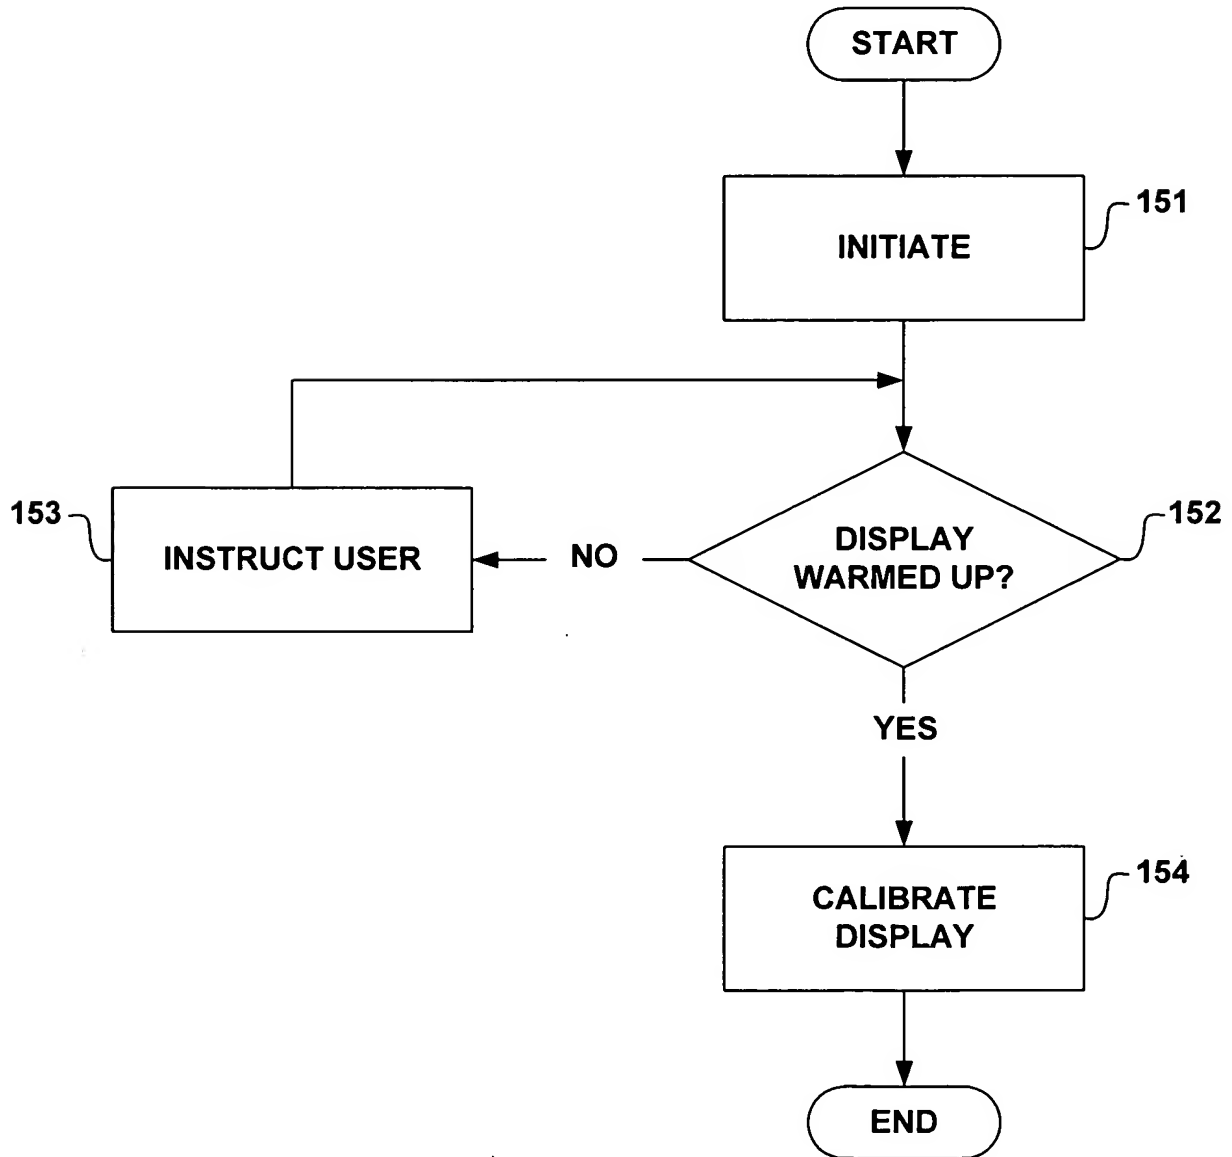 START
INITIATE
151
DISPLAY
WARMED UP?
152
NO
INSTRUCT USER
153
YES
CALIBRATE
DISPLAY
154
END